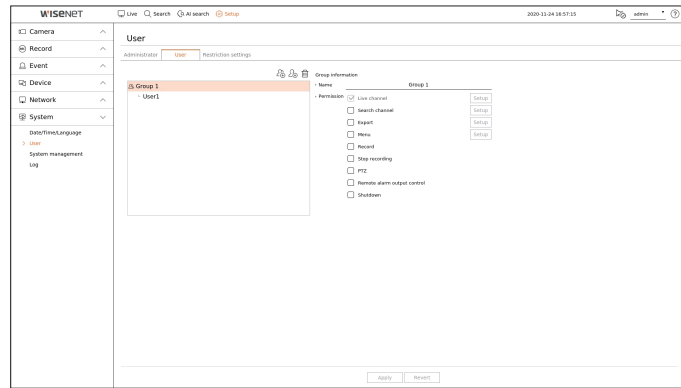 WISENET
Live Search AI search Setup 2020-11-24 16:57:15 admin
Camera
Record
Event
Device
Network
System
Date/Time/Language
User
System management
Log
User
Administrator User Restriction settings
Group 1
User1
Group information
Name Group 1
Permission Live channel Setup
Search channel Setup
Export Setup
Menu Setup
Record
Stop recording
PTZ
Remote alarm output control
Shutdown
Apply Revert